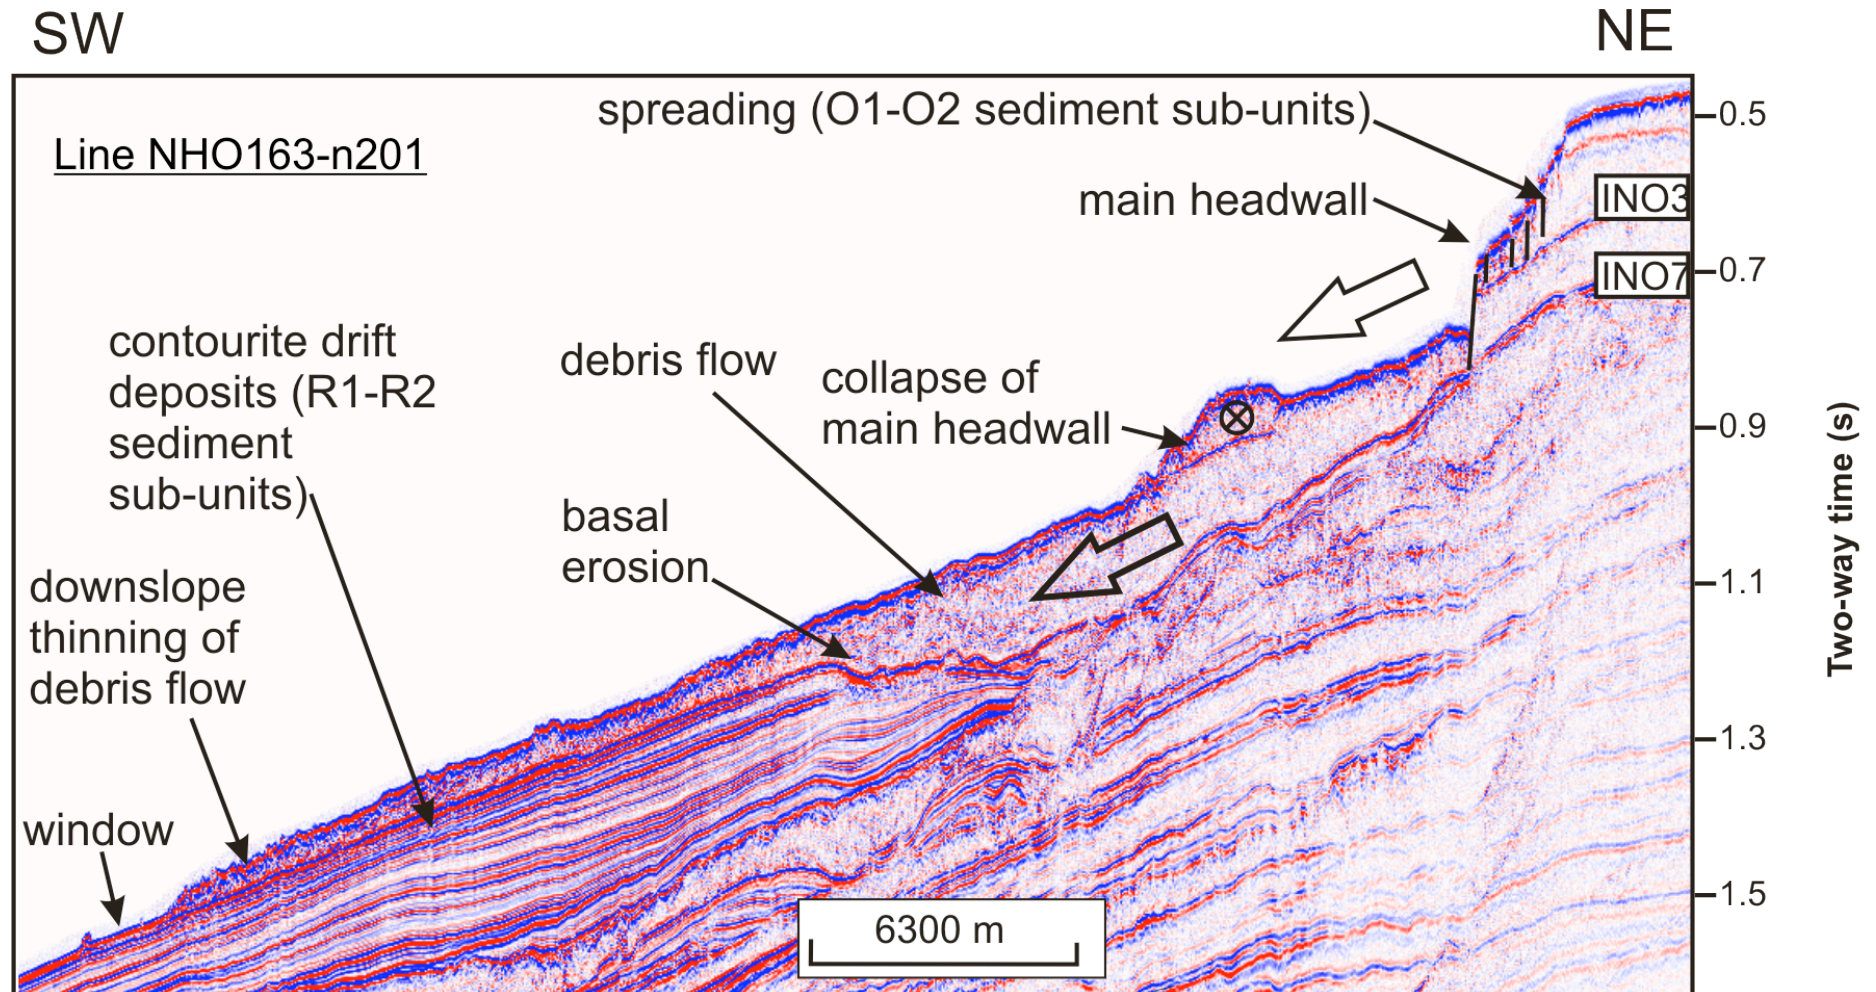 SW
NE
spreading (O1-O2 sediment sub-units)
0.5
Line NHO163-n201
main headwall
INO3
INO7
0.7
contourite drift
deposits (R1-R2
sediment
sub-units)
debris flow
collapse of
main headwall
0.9
Two-way time (s)
basal
erosion
downslope
thinning of
debris flow
1.1
1.3
window
1.5
6300 m